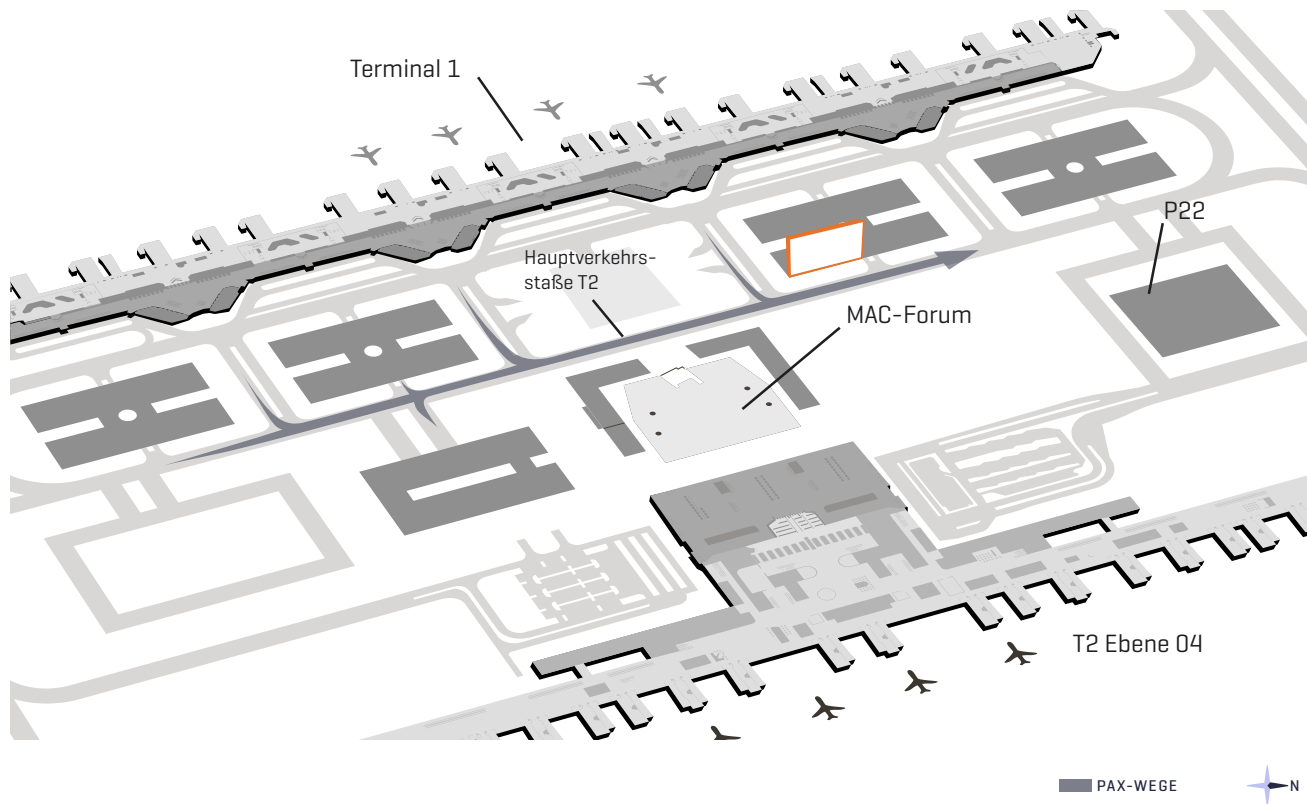 Terminal 1
P22
Hauptverkehrs-
staße T2
MAC-Forum
T2 Ebene 04
PAX-WEGE
N